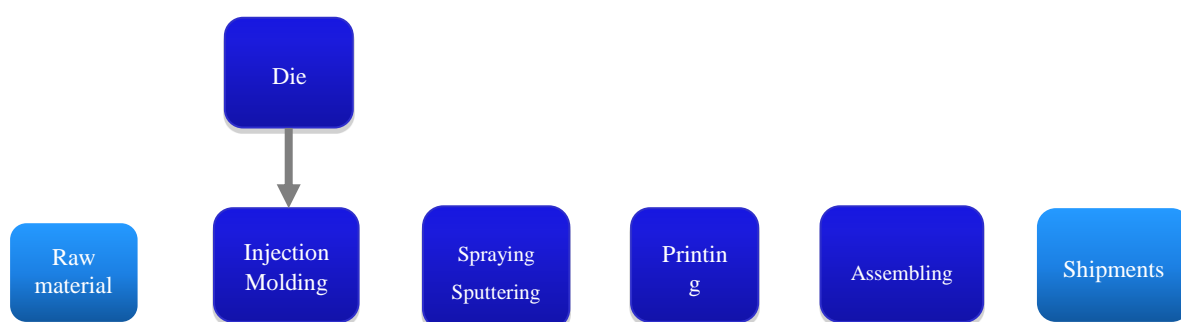 Die
Raw
material
Injection
Molding
Spraying
Sputtering
Printin
g
Assembling
Shipments